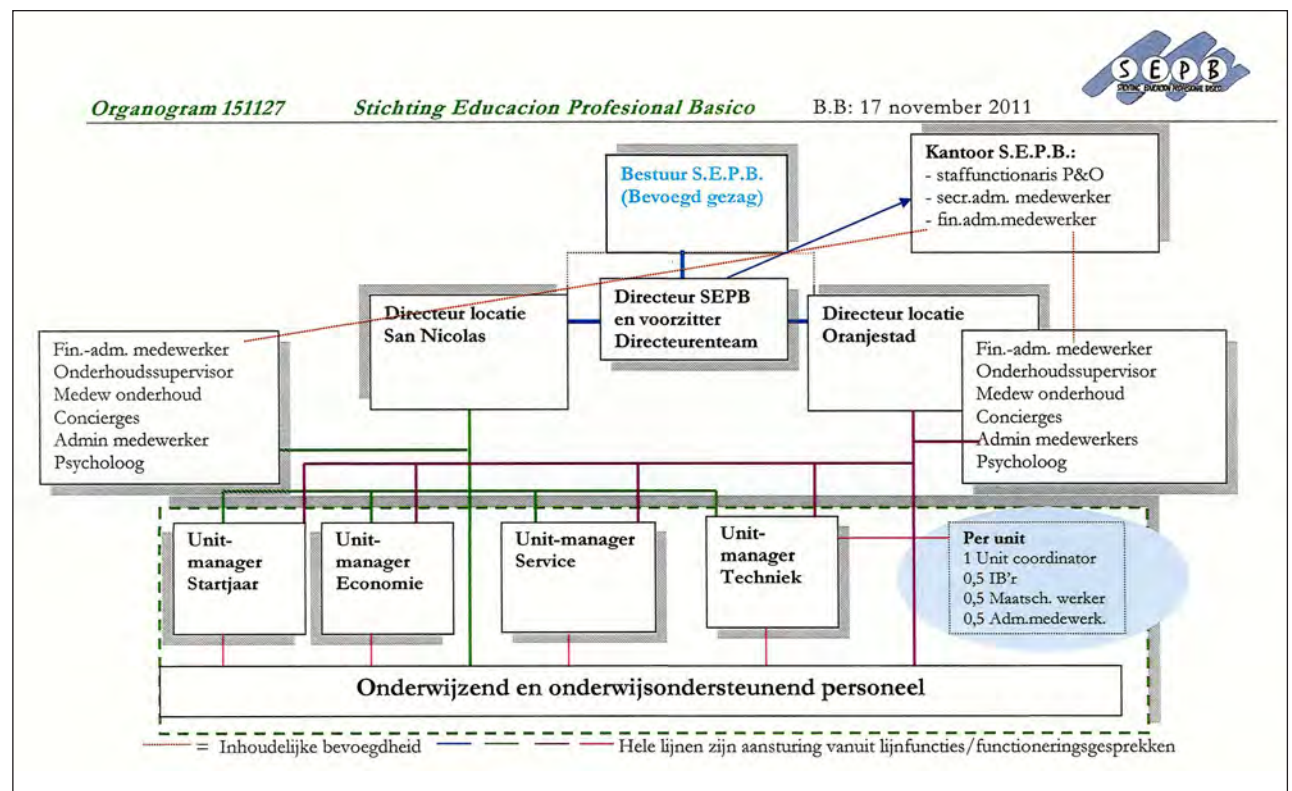 S E P B
STICHTING EDUCACION PROFESIONAL BASICO
Organogram 151127 Stichting Educacion Profesional Basico B.B: 17 november 2011
Kantoor S.E.P.B.:
- staffunctionaris P&O
- secr.adm. medewerker
- fin.adm.medewerker
Bestuur S.E.P.B.
(Bevoegd gezag)
Directeur locatie
San Nicolas
Directeur SEPB
en voorzitter
Directeurenteam
Directeur locatie
Oranjestad
Fin.-adm. medewerker
Onderhoudssupervisor
Medew onderhoud
Concierges
Admin medewerker
Psycholoog
Fin.-adm. medewerker
Onderhoudssupervisor
Medew onderhoud
Concierges
Admin medewerkers
Psycholoog
Unit-
manager
Startjaar
Unit-
manager
Economie
Unit-manager
Service
Unit-
manager
Techniek
Per unit
1 Unit coordinator
0,5 IB'r
0,5 Maatsch. werker
0,5 Adm.medewerk.
Onderwijzend en onderwijsondersteunend personeel
= Inhoudelijke bevoegdheid
Hele lijnen zijn aansturing vanuit lijnfuncties/functioneringsgesprekken